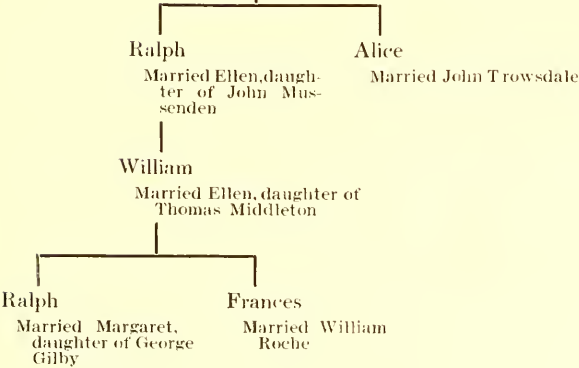 Ralph
Married Ellen, daugh-
ter of John Mus-
senden
Alice
Married John Trowsdale
William
Married Ellen, daughter of
Thomas Middleton
Ralph
Married Margaret,
daughter of George
Gilby
Frances
Married William
Roche